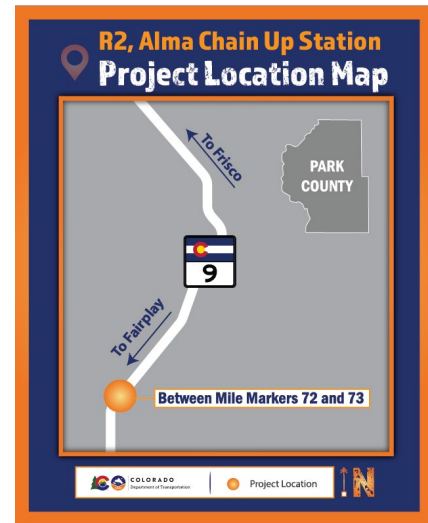 R2, Alma Chain Up Station
Project Location Map
To Frisco
PARK
COUNTY
9
To Fairplay
Between Mile Markers 72 and 73
COLORADO
Department of Transportation
Project Location
N